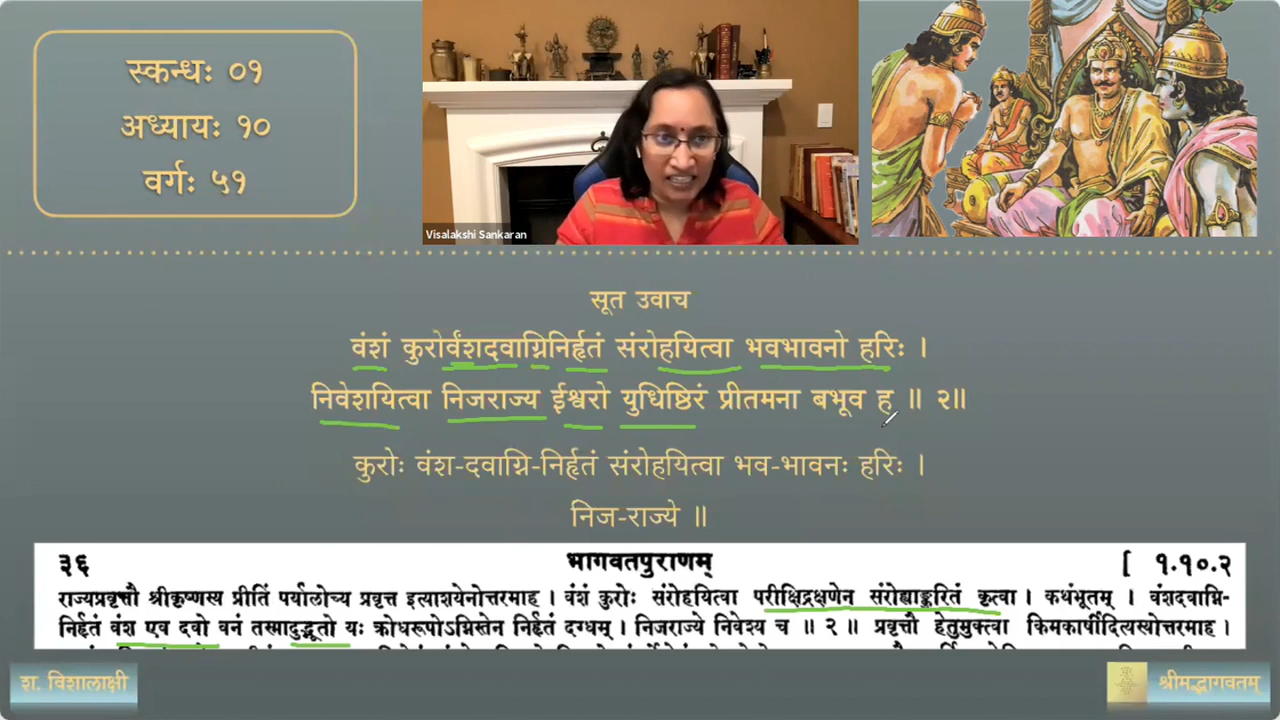 स्कन्धः ०१
अध्यायः १०
वर्गः ५१
Visalakshi Sankaran
सूत उवाच
वंशं कुरोर्वंशदवाग्निनिर्हृतं संरोहयित्वा भवभावनो हरिः ।
निवेशयित्वा निजराज्य ईश्वरो युधिष्ठिरं प्रीतमना बभूव ह ॥ २॥
कुरोः वंश-दवाग्नि-निर्हृतं संरोहयित्वा भव-भावनः हरिः ।
निज-राज्ये ॥
३६ भागवतपुराणम् [ १.१०.२
राज्यप्रवृत्तौ श्रीकृष्णस्य प्रीतिं पर्यालोच्य प्रवृत्त इत्याशयेनोत्तरमाह । वंशं कुरोः संरोहयित्वा परीक्षिद्रक्षणेन संरोह्याङ्कुरितं कृत्वा । कथंभूतम् । वंशदवाग्नि-
निर्हृतं वंश एव दवो वनं तस्मादुद्भूतो यः क्रोधरूपोऽग्निस्तेन निर्हृतं दग्धम् । निजराज्ये निवेश्य च ॥ २ ॥ प्रवृत्तौ हेतुमुक्त्वा किमकार्षीदित्यस्योत्तरमाह ।
श. विशालाक्षी
श्रीमद्भागवतम्